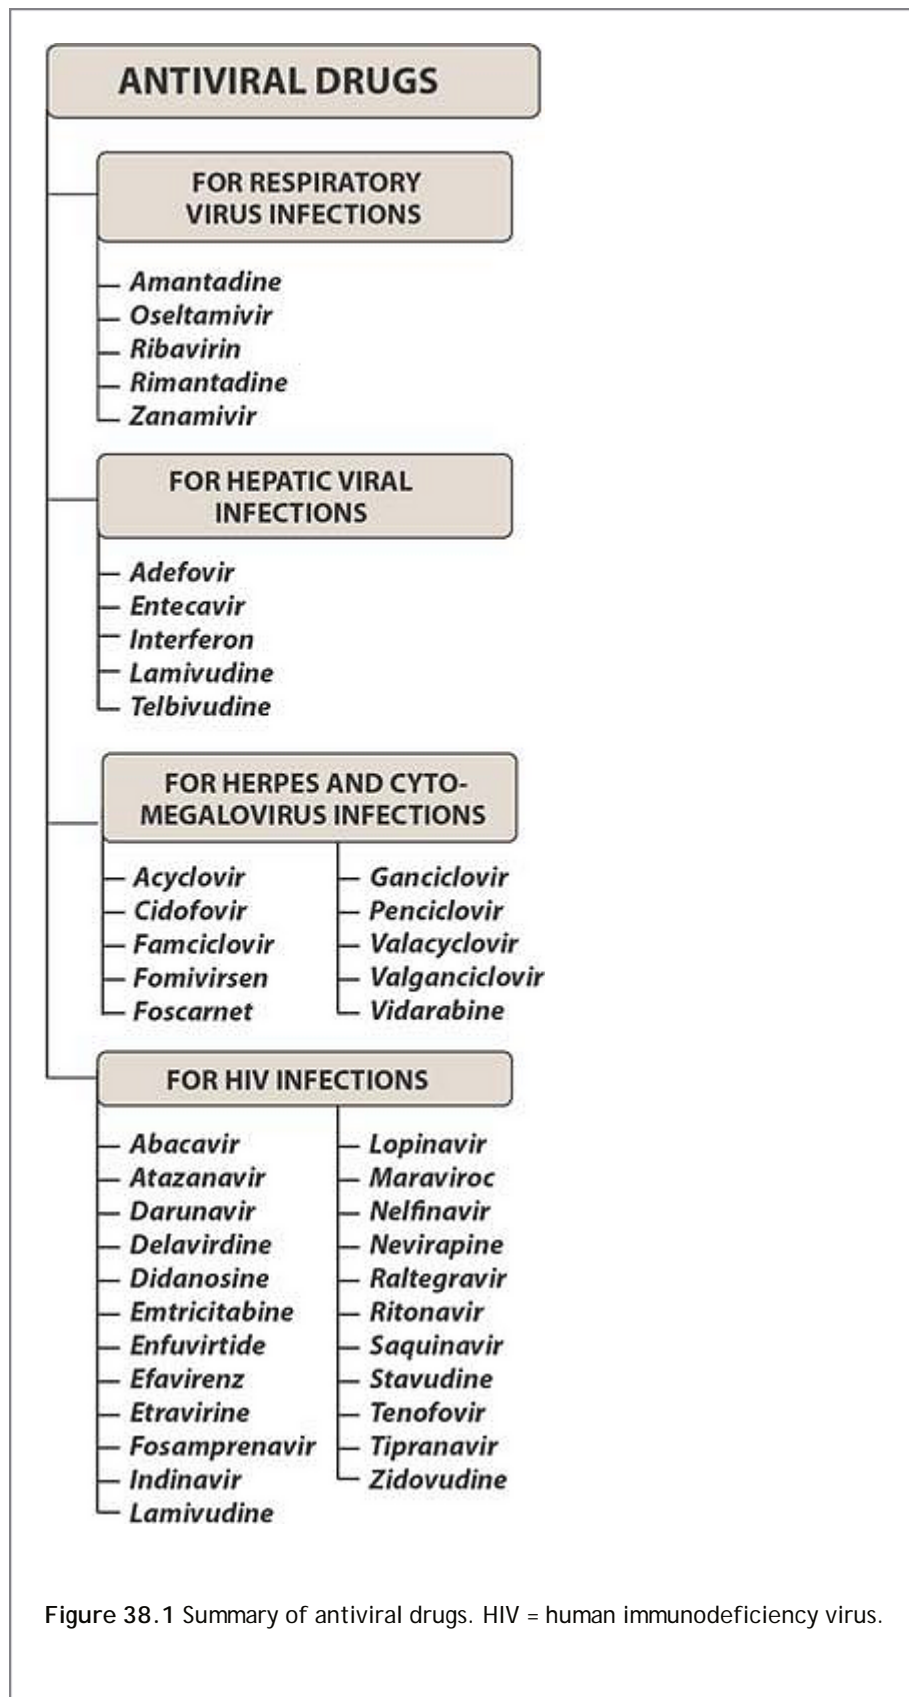 ANTIVIRAL DRUGS
FOR RESPIRATORY
VIRUS INFECTIONS
Amantadine
Oseltamivir
Ribavirin
Rimantadine
Zanamivir
FOR HEPATIC VIRAL
INFECTIONS
Adefovir
Entecavir
Interferon
Lamivudine
Telbivudine
FOR HERPES AND CYTO-
MEGALOVIRUS INFECTIONS
Acyclovir
Cidofovir
Famciclovir
Fomivirsen
Foscarnet
Ganciclovir
Penciclovir
Valacyclovir
Valganciclovir
Vidarabine
FOR HIV INFECTIONS
Abacavir
Atazanavir
Darunavir
Delavirdine
Didanosine
Emtricitabine
Enfuvirtide
Efavirenz
Etravirine
Fosamprenavir
Indinavir
Lamivudine
Lopinavir
Maraviroc
Nelfinavir
Nevirapine
Raltegravir
Ritonavir
Saquinavir
Stavudine
Tenofovir
Tipranavir
Zidovudine
Figure 38.1 Summary of antiviral drugs. HIV = human immunodeficiency virus.